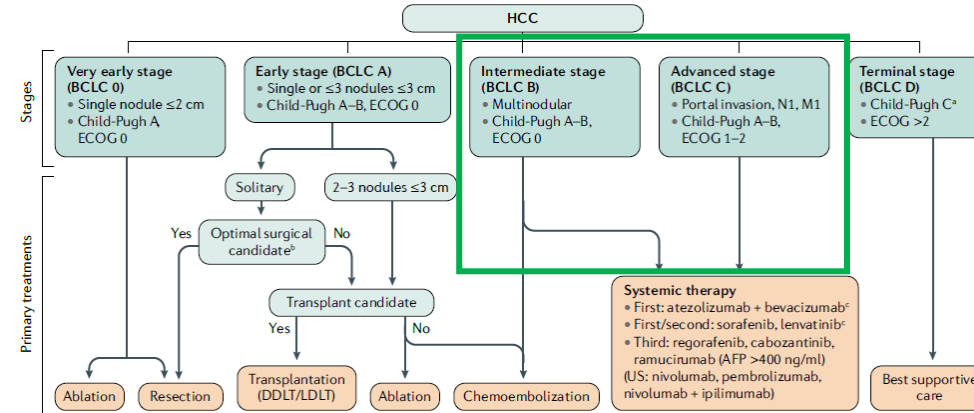 HCC
Stages
Very early stage
(BCLC 0)
• Single nodule ≤2 cm
• Child-Pugh A,
ECOG 0
Early stage (BCLC A)
• Single or ≤3 nodules ≤3 cm
• Child-Pugh A–B, ECOG 0
Intermediate stage
(BCLC B)
• Multinodular
• Child-Pugh A–B,
ECOG 0
Advanced stage
(BCLC C)
• Portal invasion, N1, M1
• Child-Pugh A–B,
ECOG 1–2
Terminal stage
(BCLC D)
• Child-Pugh Cᵃ
• ECOG >2
Primary treatments
Solitary
2–3 nodules ≤3 cm
Yes
Optimal surgical
candidateᵇ
No
Transplant candidate
Yes
No
Ablation
Resection
Transplantation
(DDLT/LDLT)
Ablation
Chemoembolization
Systemic therapy
• First: atezolizumab + bevacizumabᶜ
• First/second: sorafenib, lenvatinibᶜ
• Third: regorafenib, cabozantinib,
ramucirumab (AFP >400 ng/ml)
(US: nivolumab, pembrolizumab,
nivolumab + ipilimumab)
Best supportive
care